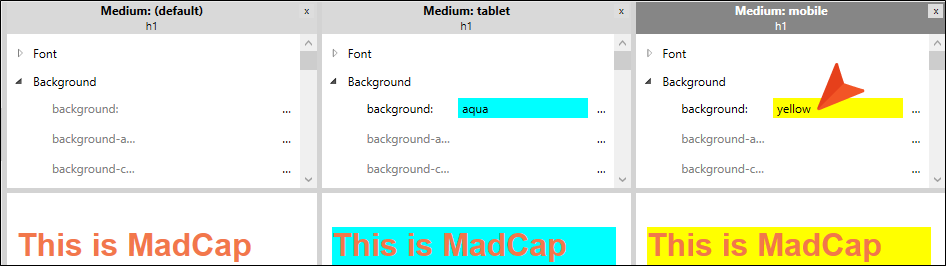 Medium: (default)
x
h1
Font
Background
background:
...
background-a...
...
background-c...
...
This is MadCap
Medium: tablet
x
h1
Font
Background
background:
aqua
...
background-a...
...
background-c...
...
This is MadCap
Medium: mobile
x
h1
Font
Background
background:
yellow
...
background-a...
...
background-c...
...
This is MadCap